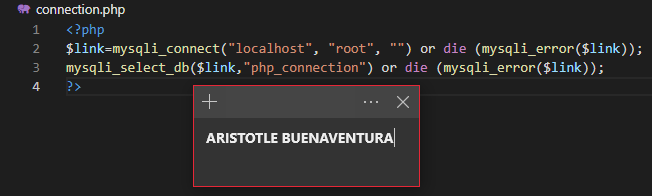 connection.php
1 <?php
2 $link=mysqli_connect("localhost", "root", "") or die (mysqli_error($link));
3 mysqli_select_db($link,"php_connection") or die (mysqli_error($link));
4 ?>
ARISTOTLE BUENAVENTURA